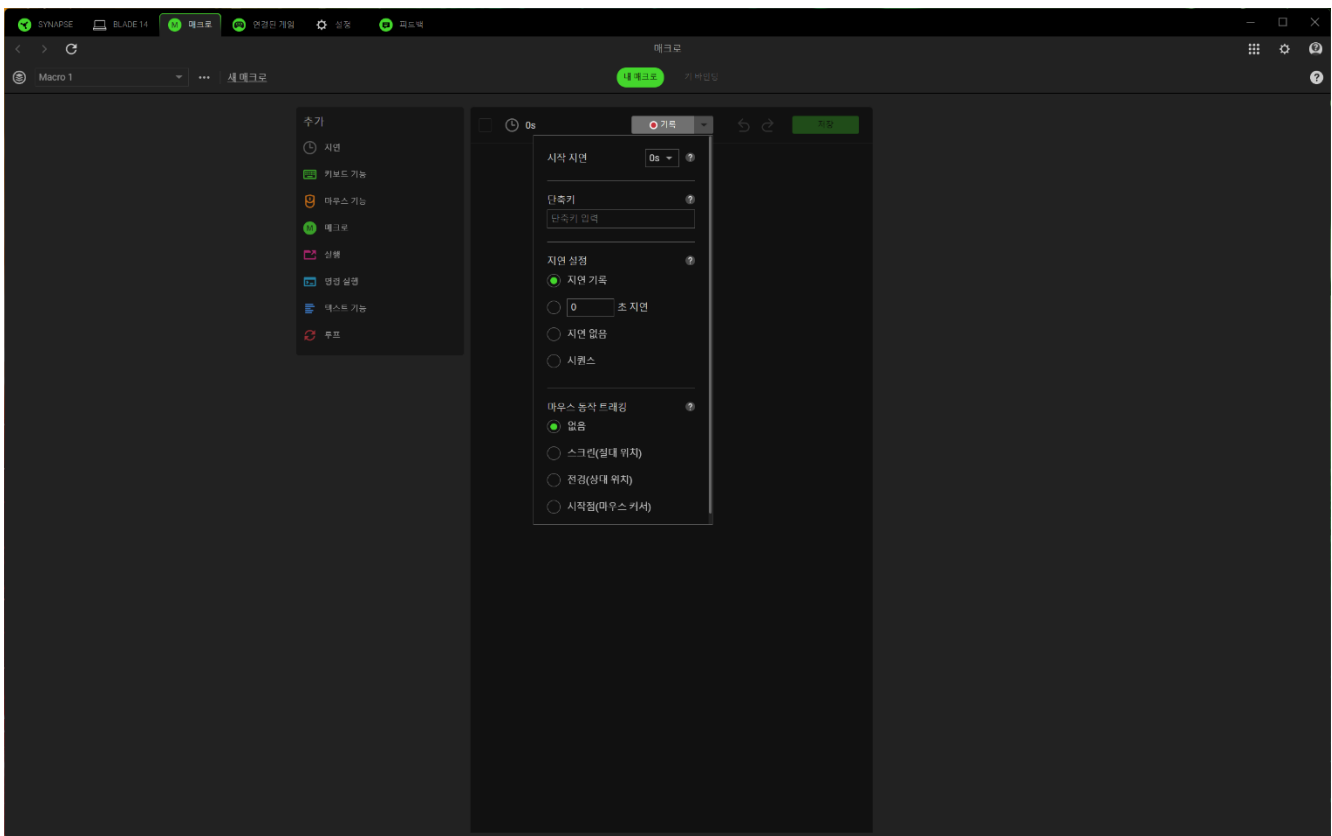 SYNAPSE BLADE 14 매크로 연결된 게임 설정 피드백
매크로
Macro 1 새 매크로 내 매크로 키 바인딩
추가
지연
키보드 기능
마우스 기능
매크로
실행
명령 실행
텍스트 기능
루프
0s 기록 저장
시작 지연 0s
단축키
단축키 입력
지연 설정
지연 기록
0 초 지연
지연 없음
시퀀스
마우스 동작 트래킹
없음
스크린(절대 위치)
전경(상대 위치)
시작점(마우스 커서)